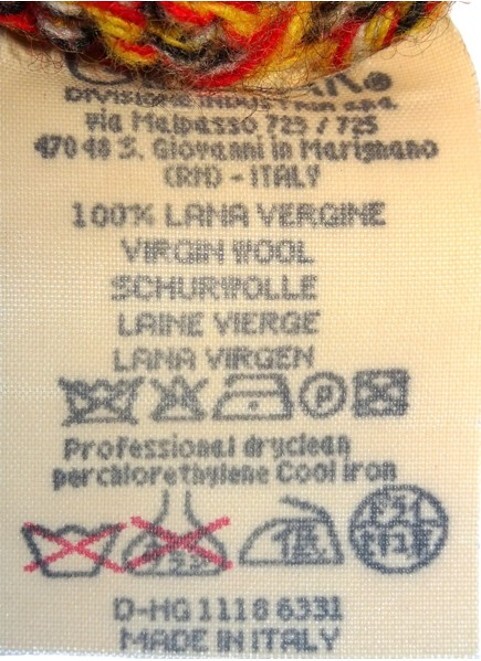 DIVISIONE INDUSTRIA S.p.a.
via Malpasso 723 / 725
47048 S. Giovanni in Marignano
(RN) - ITALY
100% LANA VERGINE
VIRGIN WOOL
SCHURWOLLE
LAINE VIERGE
LANA VIRGEN
P
Professional dryclean
perchlorethylene Cool iron
D-HG 1118 6331
MADE IN ITALY